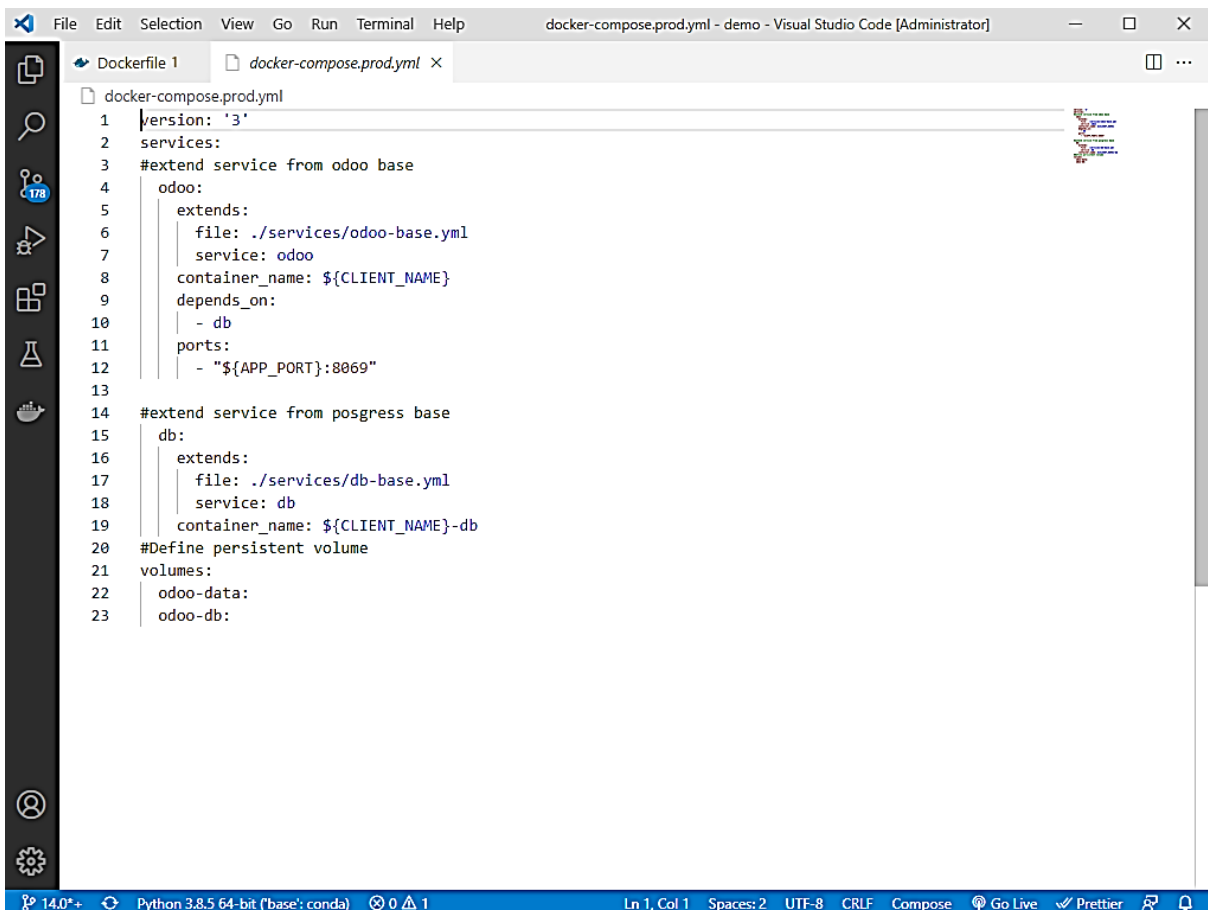 File Edit Selection View Go Run Terminal Help docker-compose.prod.yml - demo - Visual Studio Code [Administrator]
Dockerfile 1 docker-compose.prod.yml
docker-compose.prod.yml
1 version: '3'
2 services:
3 #extend service from odoo base
4 odoo:
5 extends:
6 file: ./services/odoo-base.yml
7 service: odoo
8 container_name: ${CLIENT_NAME}
9 depends_on:
10 - db
11 ports:
12 - "${APP_PORT}:8069"
13
14 #extend service from posgress base
15 db:
16 extends:
17 file: ./services/db-base.yml
18 service: db
19 container_name: ${CLIENT_NAME}-db
20 #Define persistent volume
21 volumes:
22 odoo-data:
23 odoo-db:
178
14.0*+ Python 3.8.5 64-bit ('base': conda) 0 1 Ln 1, Col 1 Spaces: 2 UTF-8 CRLF Compose Go Live Prettier